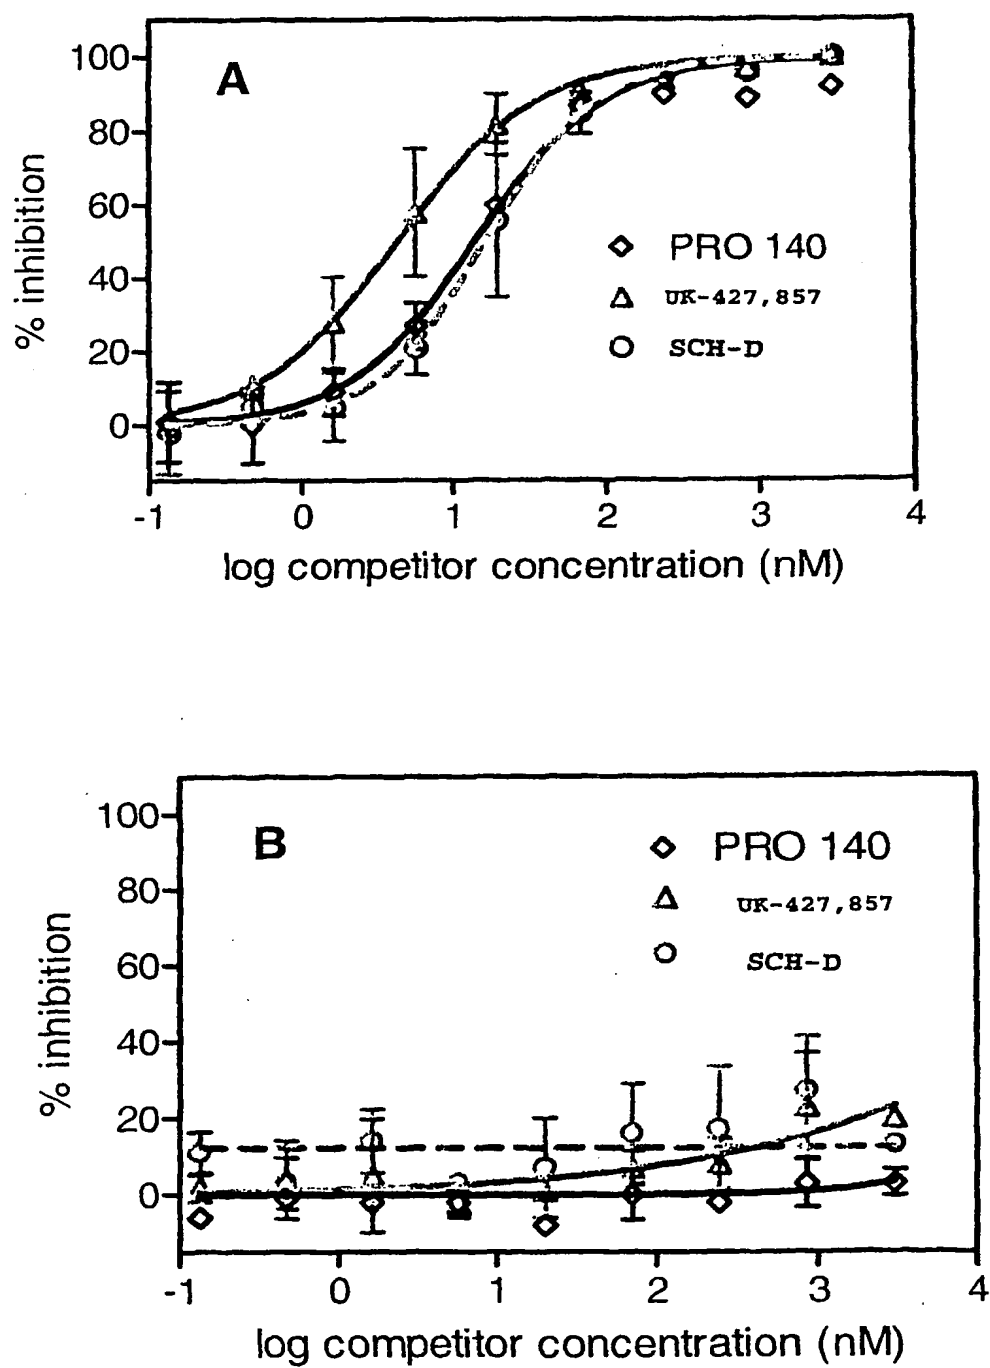 A
100
80
60
40
20
0
% inhibition
PRO 140
UK-427,857
SCH-D
-1 0 1 2 3 4
log competitor concentration (nM)
B
100
80
60
40
20
0
% inhibition
PRO 140
UK-427,857
SCH-D
-1 0 1 2 3 4
log competitor concentration (nM)